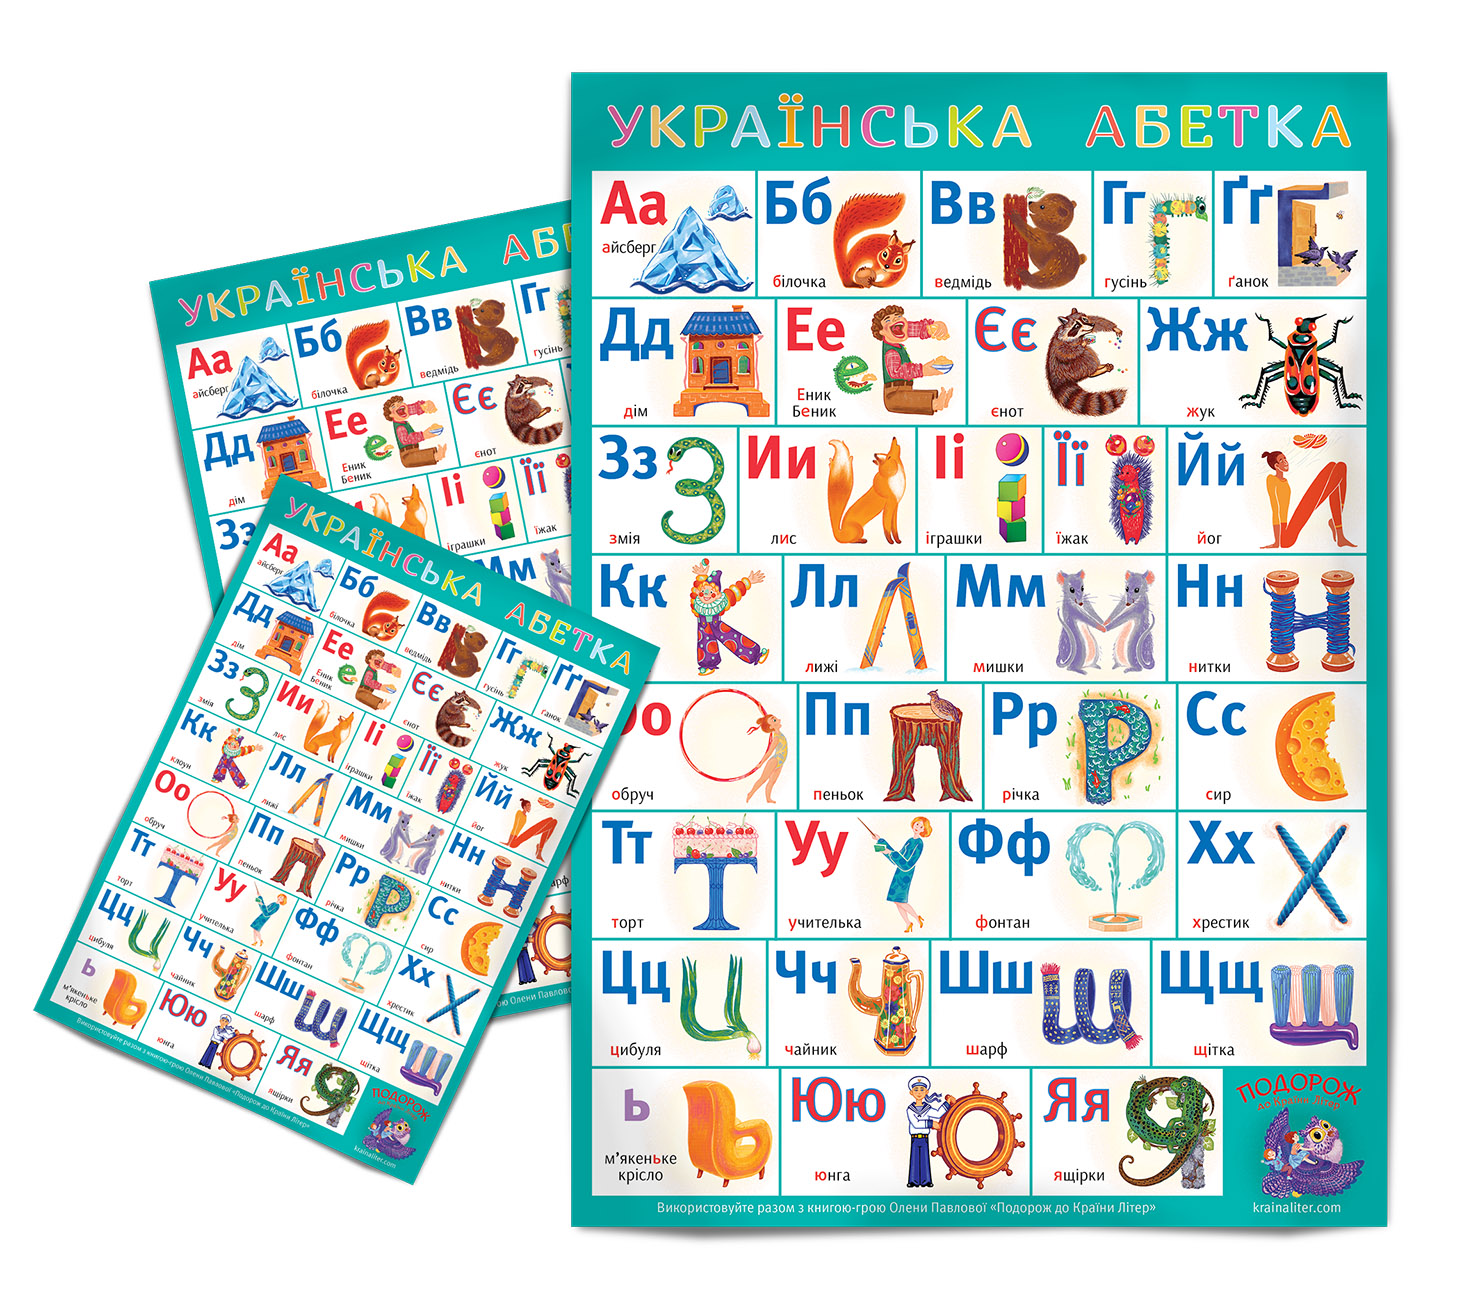 УКРАЇНСЬКА АБЕТКА
Аа Бб Вв Гг Ґґ
айсберг білочка ведмідь гусінь ґанок
Дд Ее Єє Жж
дім Еник Беник єнот жук
Зз Ии Іі Її Йй
змія лис іграшки їжак йог
Кк Лл Мм Нн
лижі мишки нитки
Оо Пп Рр Сс
обруч пеньок річка сир
Тт Уу Фф Хх
торт учителька фонтан хрестик
Цц Чч Шш Щщ
цибуля чайник шарф щітка
ь Юю Яя
м'якеньке крісло юнга ящірки
ПОДОРОЖ
до Країни Літер
Використовуйте разом з книгою-грою Олени Павлової «Подорож до Країни Літер»
krainaliter.com
УКРАЇНСЬКА АБЕ
Аа Бб Вв Гг
айсберг білочка ведмідь гусінь
Дд Ее Єє
дім Еник Беник єнот
Зз Іі Її
іграшки їжак
Мм
арф
ю Олени Павлової
УКРАЇНСЬКА АБЕТКА
Аа Бб Вв Гг Ґґ
айсберг білочка ведмідь гусінь ґанок
Дд Ее Єє Жж
дім Еник Беник єнот жук
Зз Ии Іі Її Йй
змія лис іграшки їжак йог
Кк Лл Мм Нн
клоун лижі мишки нитки
Оо Пп Рр Сс
обруч пеньок річка сир
Тт Уу Фф Хх
торт учителька фонтан хрестик
Цц Чч Шш Щщ
цибуля чайник шарф щітка
ь Юю Яя
м'якеньке крісло юнга ящірки
ПОДОРОЖ
до Країни Літер
Використовуйте разом з книгою-грою Олени Павлової «Подорож до Країни Літер»
krainaliter.com